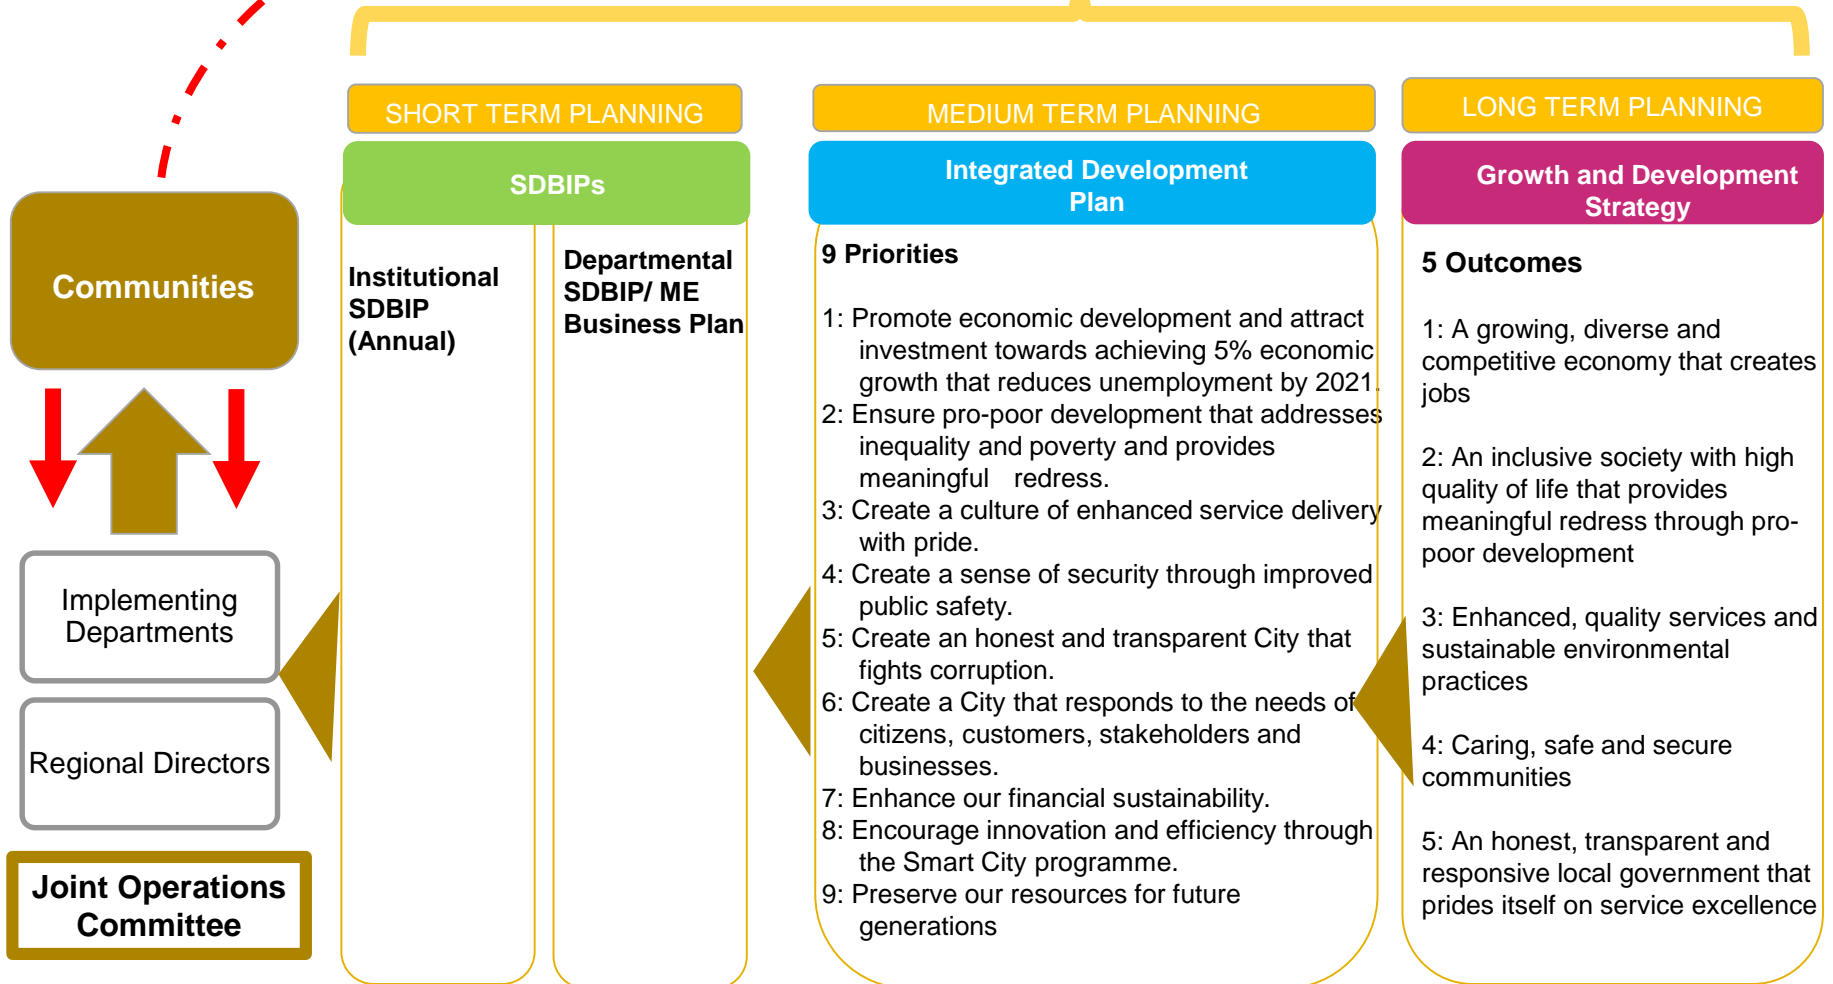 SHORT TERM PLANNING
MEDIUM TERM PLANNING
LONG TERM PLANNING
SDBIPs
Integrated Development
Plan
Growth and Development
Strategy
Communities
Institutional
SDBIP
(Annual)
Departmental
SDBIP/ ME
Business Plan
9 Priorities
1: Promote economic development and attract
investment towards achieving 5% economic
growth that reduces unemployment by 2021.
2: Ensure pro-poor development that addresses
inequality and poverty and provides
meaningful redress.
3: Create a culture of enhanced service delivery
with pride.
4: Create a sense of security through improved
public safety.
5: Create an honest and transparent City that
fights corruption.
6: Create a City that responds to the needs of
citizens, customers, stakeholders and
businesses.
7: Enhance our financial sustainability.
8: Encourage innovation and efficiency through
the Smart City programme.
9: Preserve our resources for future
generations
5 Outcomes
1: A growing, diverse and
competitive economy that creates
jobs
2: An inclusive society with high
quality of life that provides
meaningful redress through pro-
poor development
3: Enhanced, quality services and
sustainable environmental
practices
4: Caring, safe and secure
communities
5: An honest, transparent and
responsive local government that
prides itself on service excellence
Implementing
Departments
Regional Directors
Joint Operations
Committee